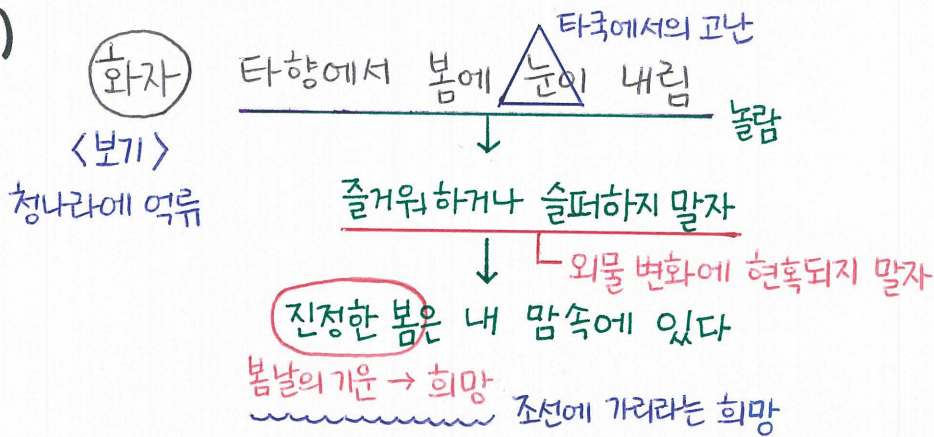 )
타국에서의 고난
화자 타향에서 봄에 눈이 내림
놀람
〈보기〉
청나라에 억류
즐거워하거나 슬퍼하지 말자
외물 변화에 현혹되지 말자
진정한 봄은 내 맘속에 있다
봄날의 기운 → 희망
조선에 가리라는 희망